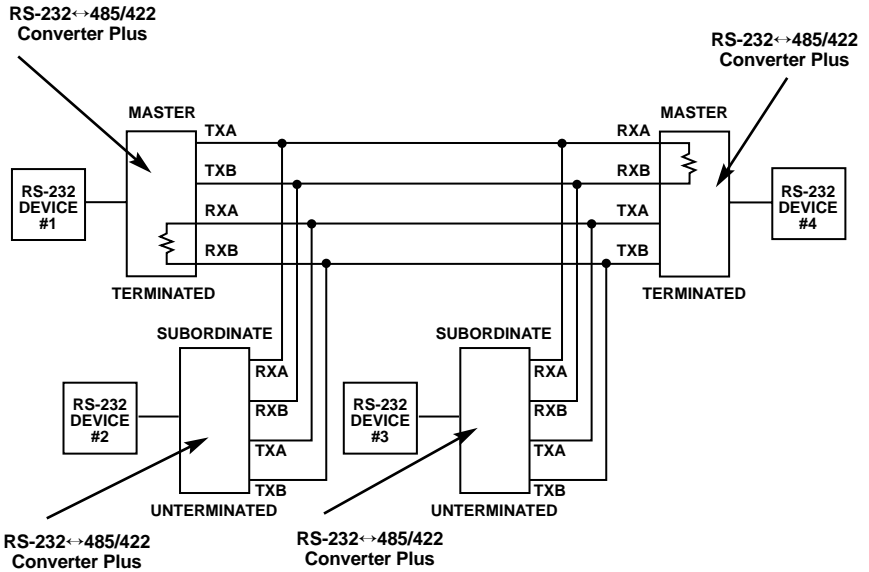 RS-232↔485/422
Converter Plus
RS-232↔485/422
Converter Plus
MASTER
MASTER
TXA
RXA
TXB
RXB
RS-232
DEVICE
#1
RS-232
DEVICE
#4
RXA
TXA
RXB
TXB
TERMINATED
TERMINATED
SUBORDINATE
SUBORDINATE
RXA
RXA
RS-232
DEVICE
#2
RXB
RS-232
DEVICE
#3
RXB
TXA
TXA
TXB
TXB
UNTERMINATED
UNTERMINATED
RS-232↔485/422
Converter Plus
RS-232↔485/422
Converter Plus